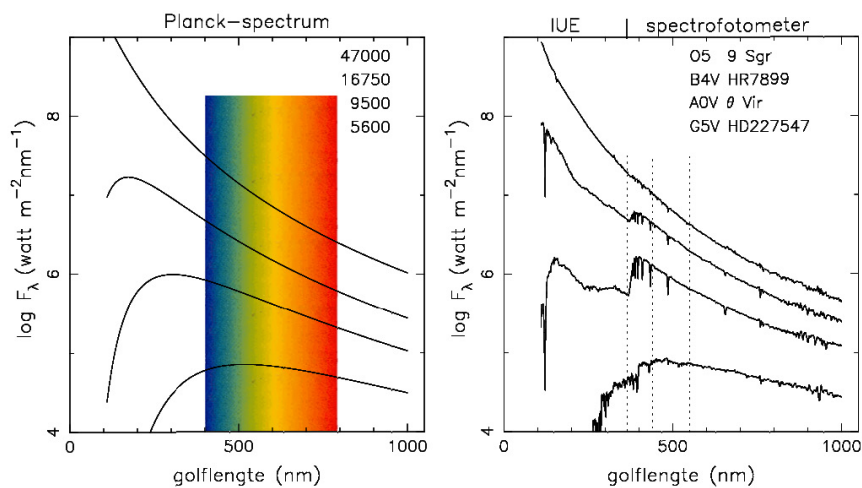 Planck-spectrum
47000
16750
9500
5600
8
6
4
log Fλ (watt m⁻²nm⁻¹)
0
500
1000
golflengte (nm)
IUE | spectrofotometer
O5 9 Sgr
B4V HR7899
A0V θ Vir
G5V HD227547
8
6
4
log Fλ (watt m⁻²nm⁻¹)
0
500
1000
golflengte (nm)